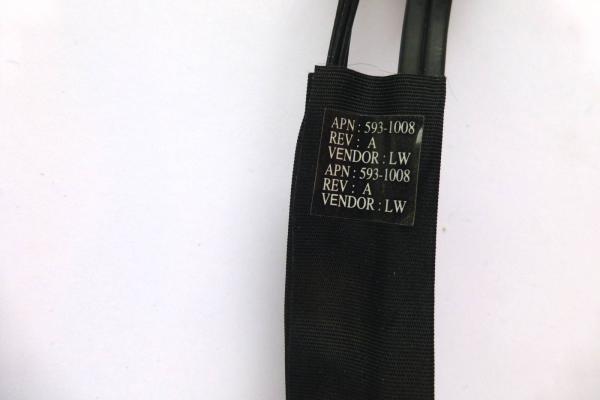 APN : 593-1008
REV : A
VENDOR : LW
APN : 593-1008
REV : A
VENDOR : LW